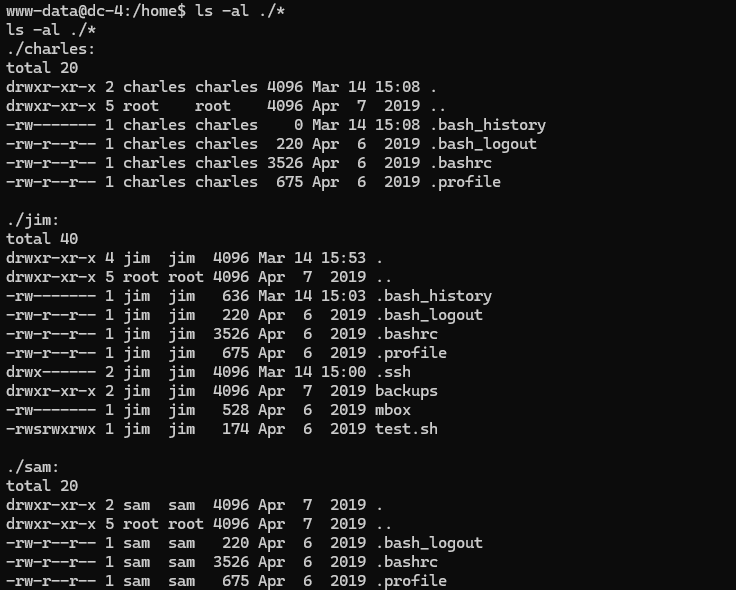 www-data@dc-4:/home$ ls -al ./*
ls -al ./*
./charles:
total 20
drwxr-xr-x 2 charles charles 4096 Mar 14 15:08 .
drwxr-xr-x 5 root    root    4096 Apr  7  2019 ..
-rw------- 1 charles charles    0 Mar 14 15:08 .bash_history
-rw-r--r-- 1 charles charles  220 Apr  6  2019 .bash_logout
-rw-r--r-- 1 charles charles 3526 Apr  6  2019 .bashrc
-rw-r--r-- 1 charles charles  675 Apr  6  2019 .profile

./jim:
total 40
drwxr-xr-x 4 jim  jim  4096 Mar 14 15:53 .
drwxr-xr-x 5 root root 4096 Apr  7  2019 ..
-rw------- 1 jim  jim   636 Mar 14 15:03 .bash_history
-rw-r--r-- 1 jim  jim   220 Apr  6  2019 .bash_logout
-rw-r--r-- 1 jim  jim  3526 Apr  6  2019 .bashrc
-rw-r--r-- 1 jim  jim   675 Apr  6  2019 .profile
drwx------ 2 jim  jim  4096 Mar 14 15:00 .ssh
drwxr-xr-x 2 jim  jim  4096 Apr  7  2019 backups
-rw------- 1 jim  jim   528 Apr  6  2019 mbox
-rwsrwxrwx 1 jim  jim   174 Apr  6  2019 test.sh

./sam:
total 20
drwxr-xr-x 2 sam  sam  4096 Apr  7  2019 .
drwxr-xr-x 5 root root 4096 Apr  7  2019 ..
-rw-r--r-- 1 sam  sam   220 Apr  6  2019 .bash_logout
-rw-r--r-- 1 sam  sam  3526 Apr  6  2019 .bashrc
-rw-r--r-- 1 sam  sam   675 Apr  6  2019 .profile